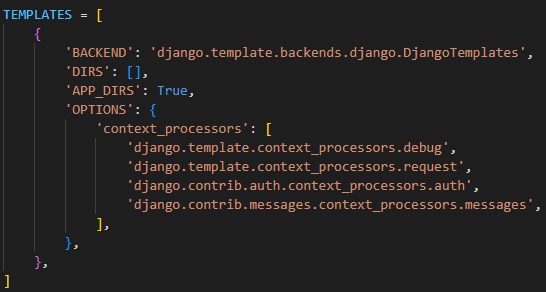 TEMPLATES = [
    {
        'BACKEND': 'django.template.backends.django.DjangoTemplates',
        'DIRS': [],
        'APP_DIRS': True,
        'OPTIONS': {
            'context_processors': [
                'django.template.context_processors.debug',
                'django.template.context_processors.request',
                'django.contrib.auth.context_processors.auth',
                'django.contrib.messages.context_processors.messages',
            ],
        },
    },
]